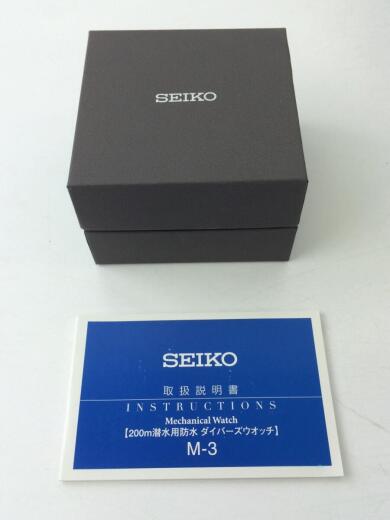 SEIKO
SEIKO
取扱説明書
INSTRUCTIONS
Mechanical Watch
【200m潜水用防水 ダイバーズウオッチ】
M-3